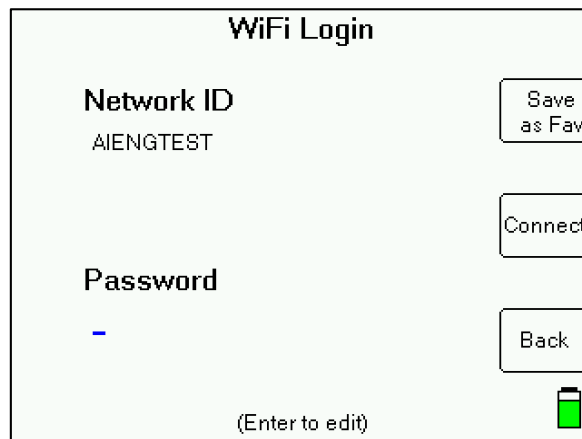 WiFi Login
Network ID
AIENGTEST
Save
as Fav
Connect
Password
Back
(Enter to edit)